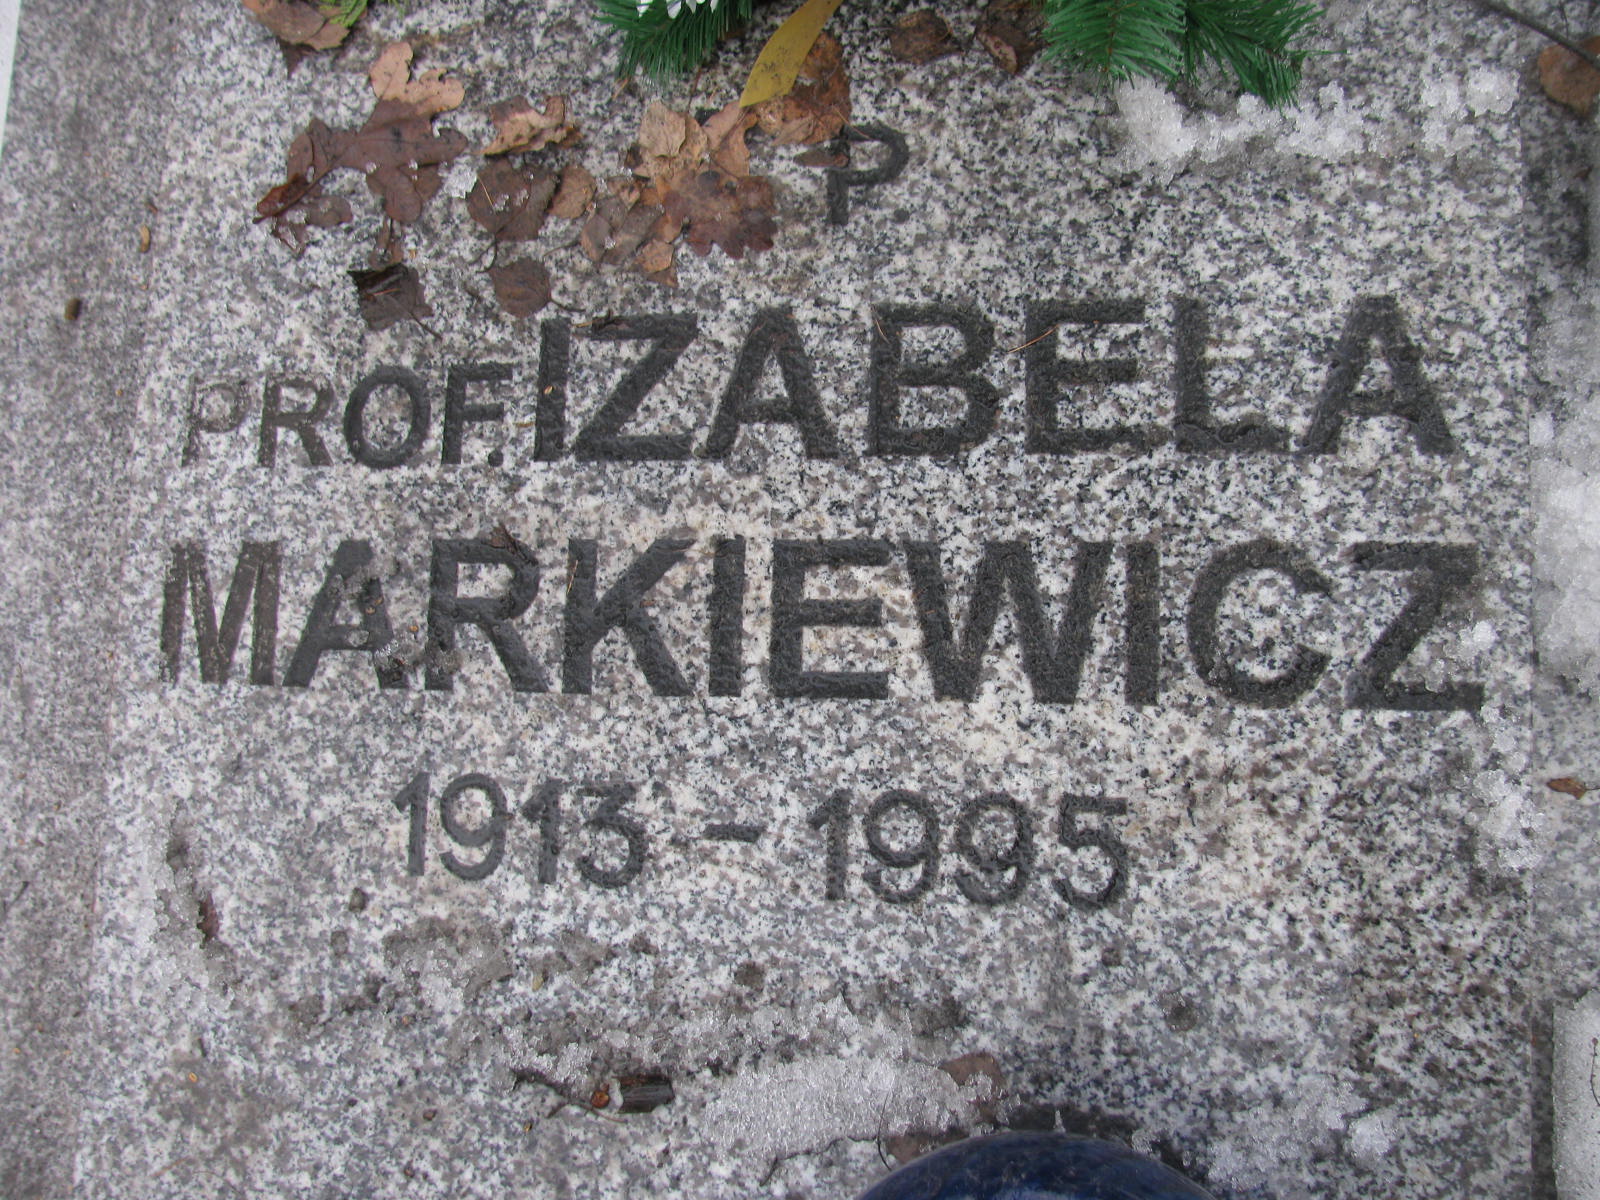 P
PROF. IZABELA
MARKIEWICZ
1913 – 1995